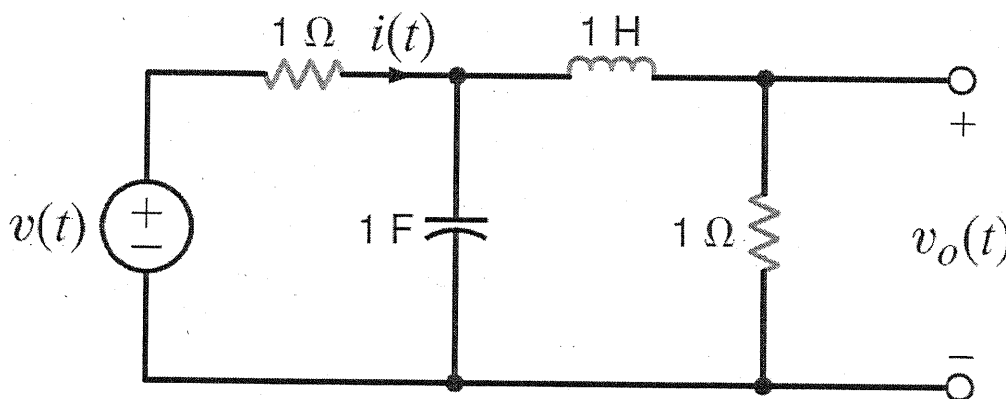 1 Ω i(t) 1 H
+
v(t) + − 1 F 1 Ω v_o(t)
−